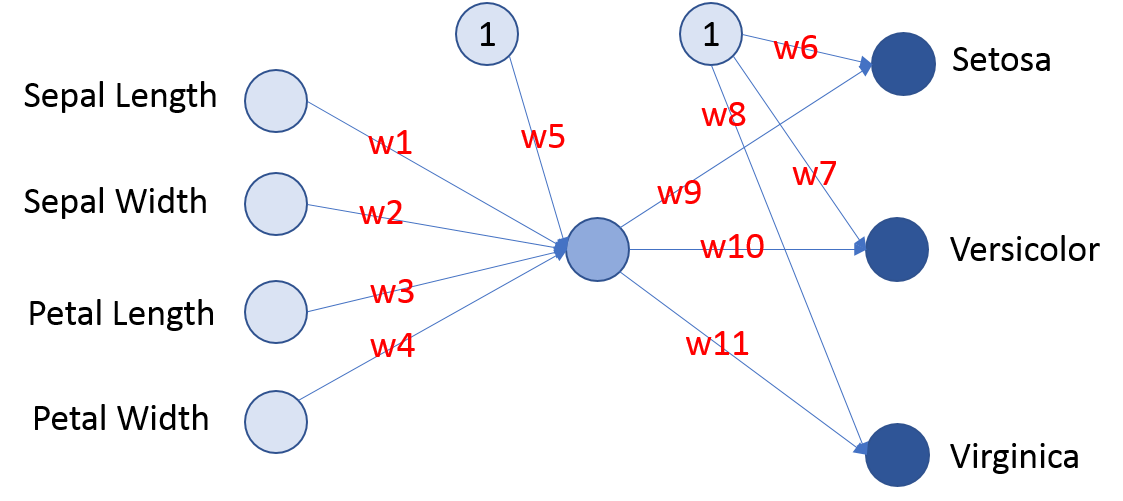 1
1
w6
Setosa
Sepal Length
w1
w5
w8
w7
Sepal Width
w2
w9
w10
Versicolor
Petal Length
w3
w4
w11
Petal Width
Virginica